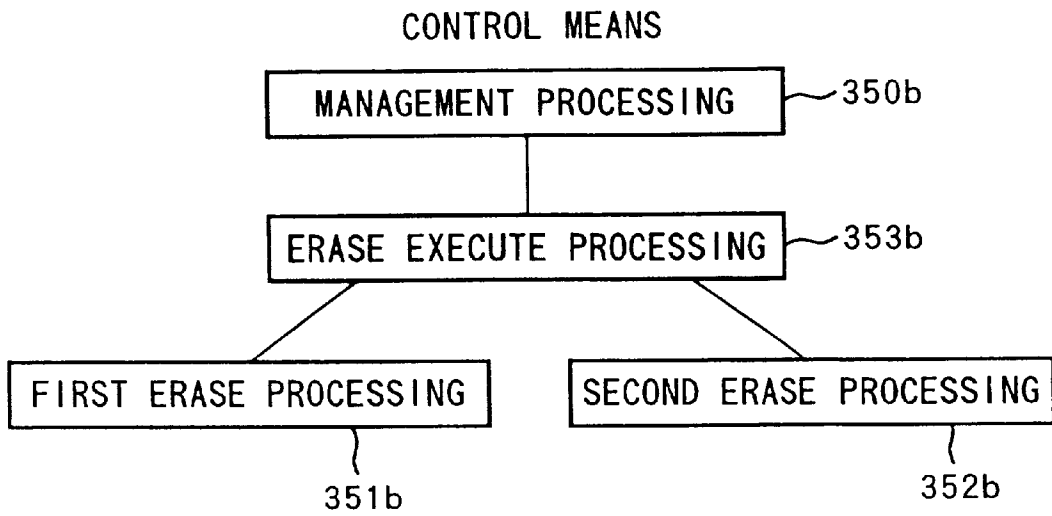 CONTROL MEANS
MANAGEMENT PROCESSING
350b
ERASE EXECUTE PROCESSING
353b
FIRST ERASE PROCESSING
SECOND ERASE PROCESSING
351b
352b